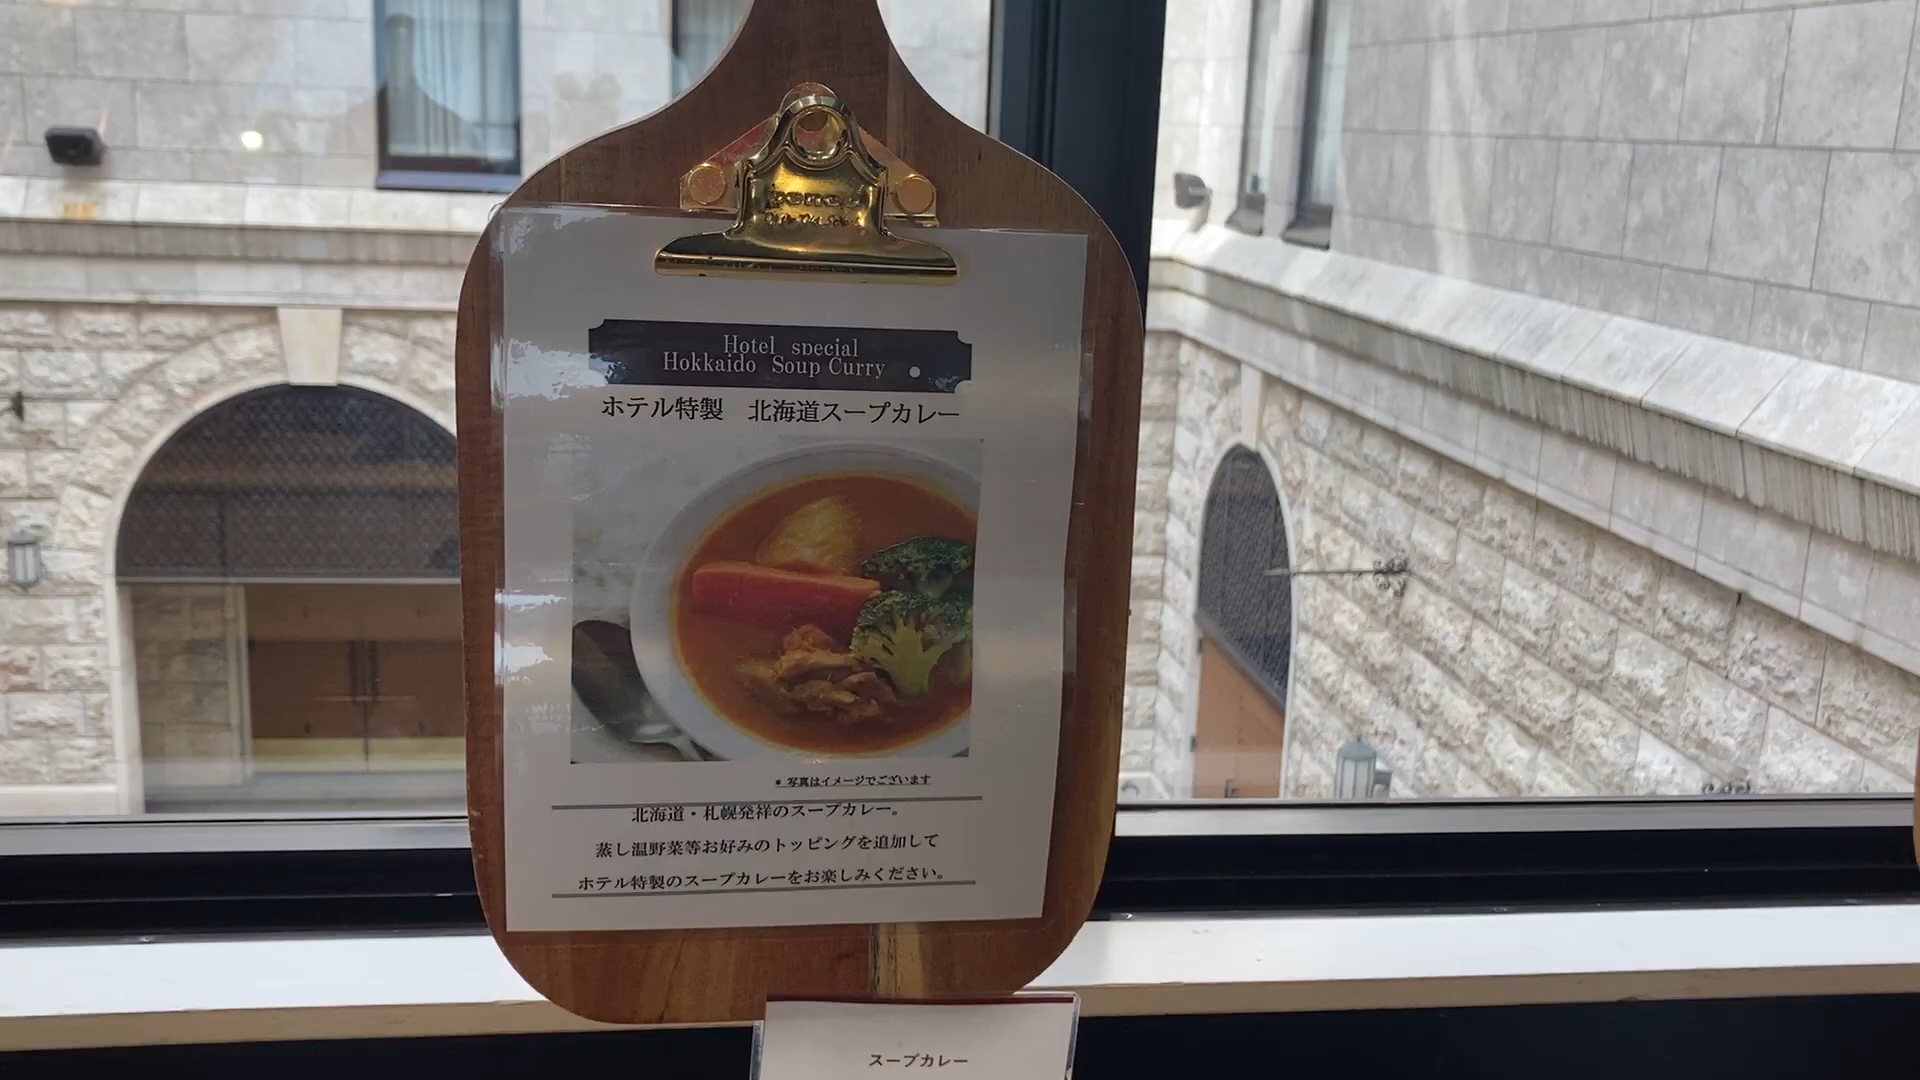 Hotel special
Hokkaido Soup Curry
ホテル特製 北海道スープカレー
* 写真はイメージでございます
北海道・札幌発祥のスープカレー。
蒸し温野菜等お好みのトッピングを追加して
ホテル特製のスープカレーをお楽しみください。
スープカレー